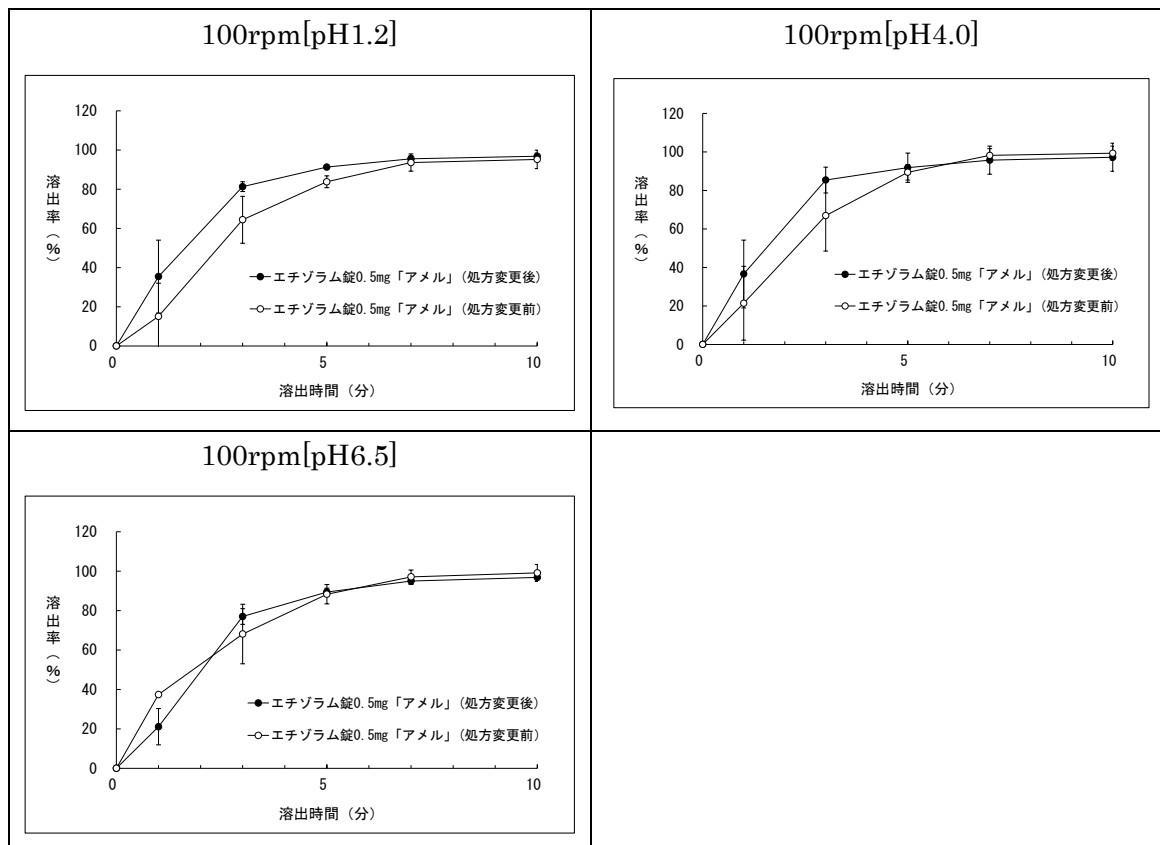 100rpm[pH1.2]
120
100
80
60
40
20
0
溶出率（%）
エチゾラム錠0.5mg「アメル」（処方変更後）
エチゾラム錠0.5mg「アメル」（処方変更前）
0 5 10
溶出時間（分）
100rpm[pH4.0]
120
100
80
60
40
20
0
溶出率（%）
エチゾラム錠0.5mg「アメル」（処方変更後）
エチゾラム錠0.5mg「アメル」（処方変更前）
0 5 10
溶出時間（分）
100rpm[pH6.5]
120
100
80
60
40
20
0
溶出率（%）
エチゾラム錠0.5mg「アメル」（処方変更後）
エチゾラム錠0.5mg「アメル」（処方変更前）
0 5 10
溶出時間（分）